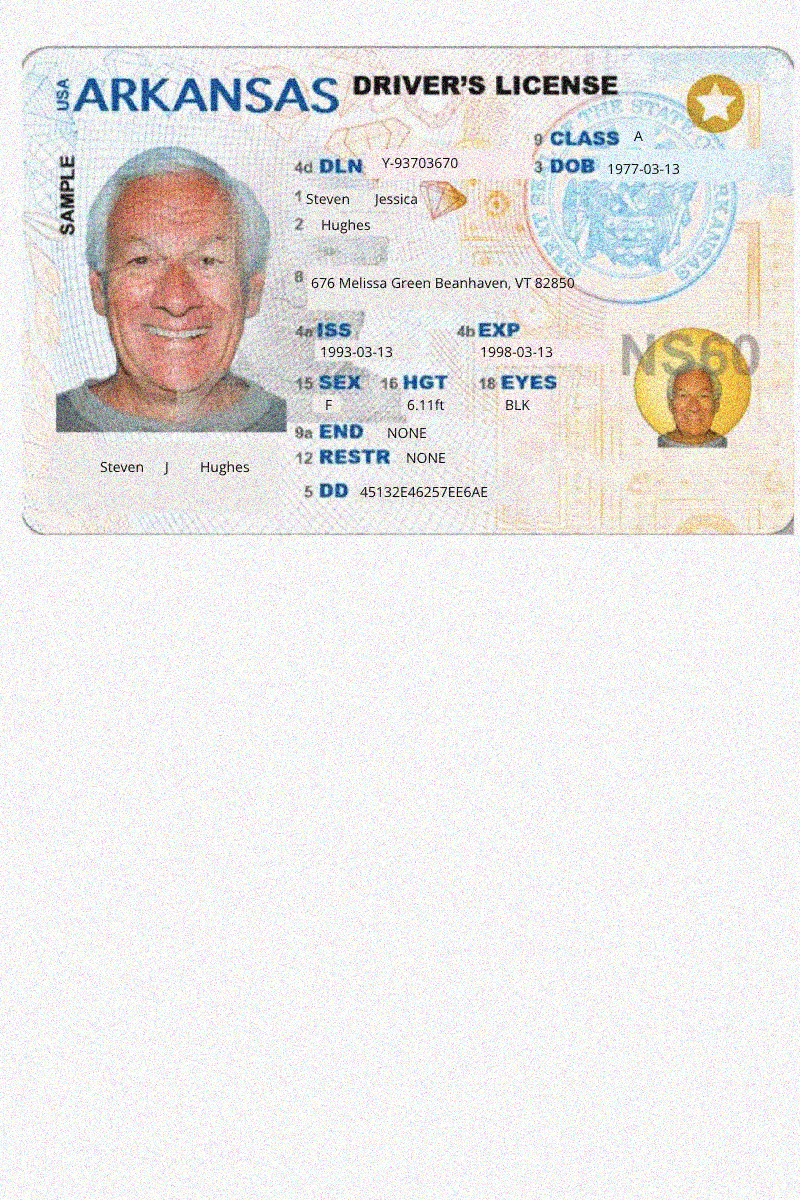 USA ARKANSAS DRIVER'S LICENSE
SAMPLE
9 CLASS A
4d DLN Y-93703670
3 DOB 1977-03-13
1 Steven Jessica
2 Hughes
8 676 Melissa Green Beanhaven, VT 82850
4a ISS 4b EXP
1993-03-13 1998-03-13
NS60
15 SEX 16 HGT 18 EYES
F 6.11ft BLK
9a END NONE
12 RESTR NONE
Steven J Hughes
5 DD 45132E46257EE6AE